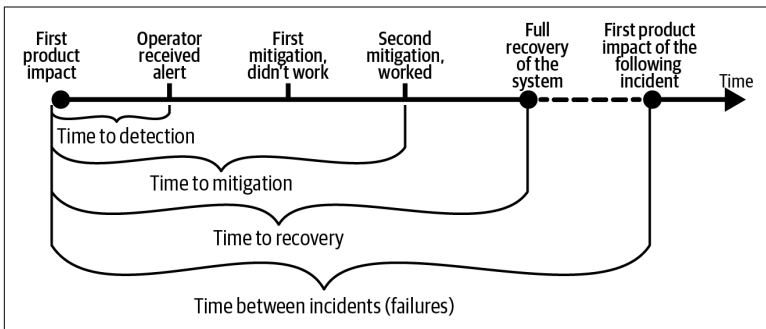 First
product
impact
Operator
received
alert
First
mitigation,
didn't work
Second
mitigation,
worked
Full
recovery
of the
system
First product
impact of the
following
incident
Time
Time to detection
Time to mitigation
Time to recovery
Time between incidents (failures)